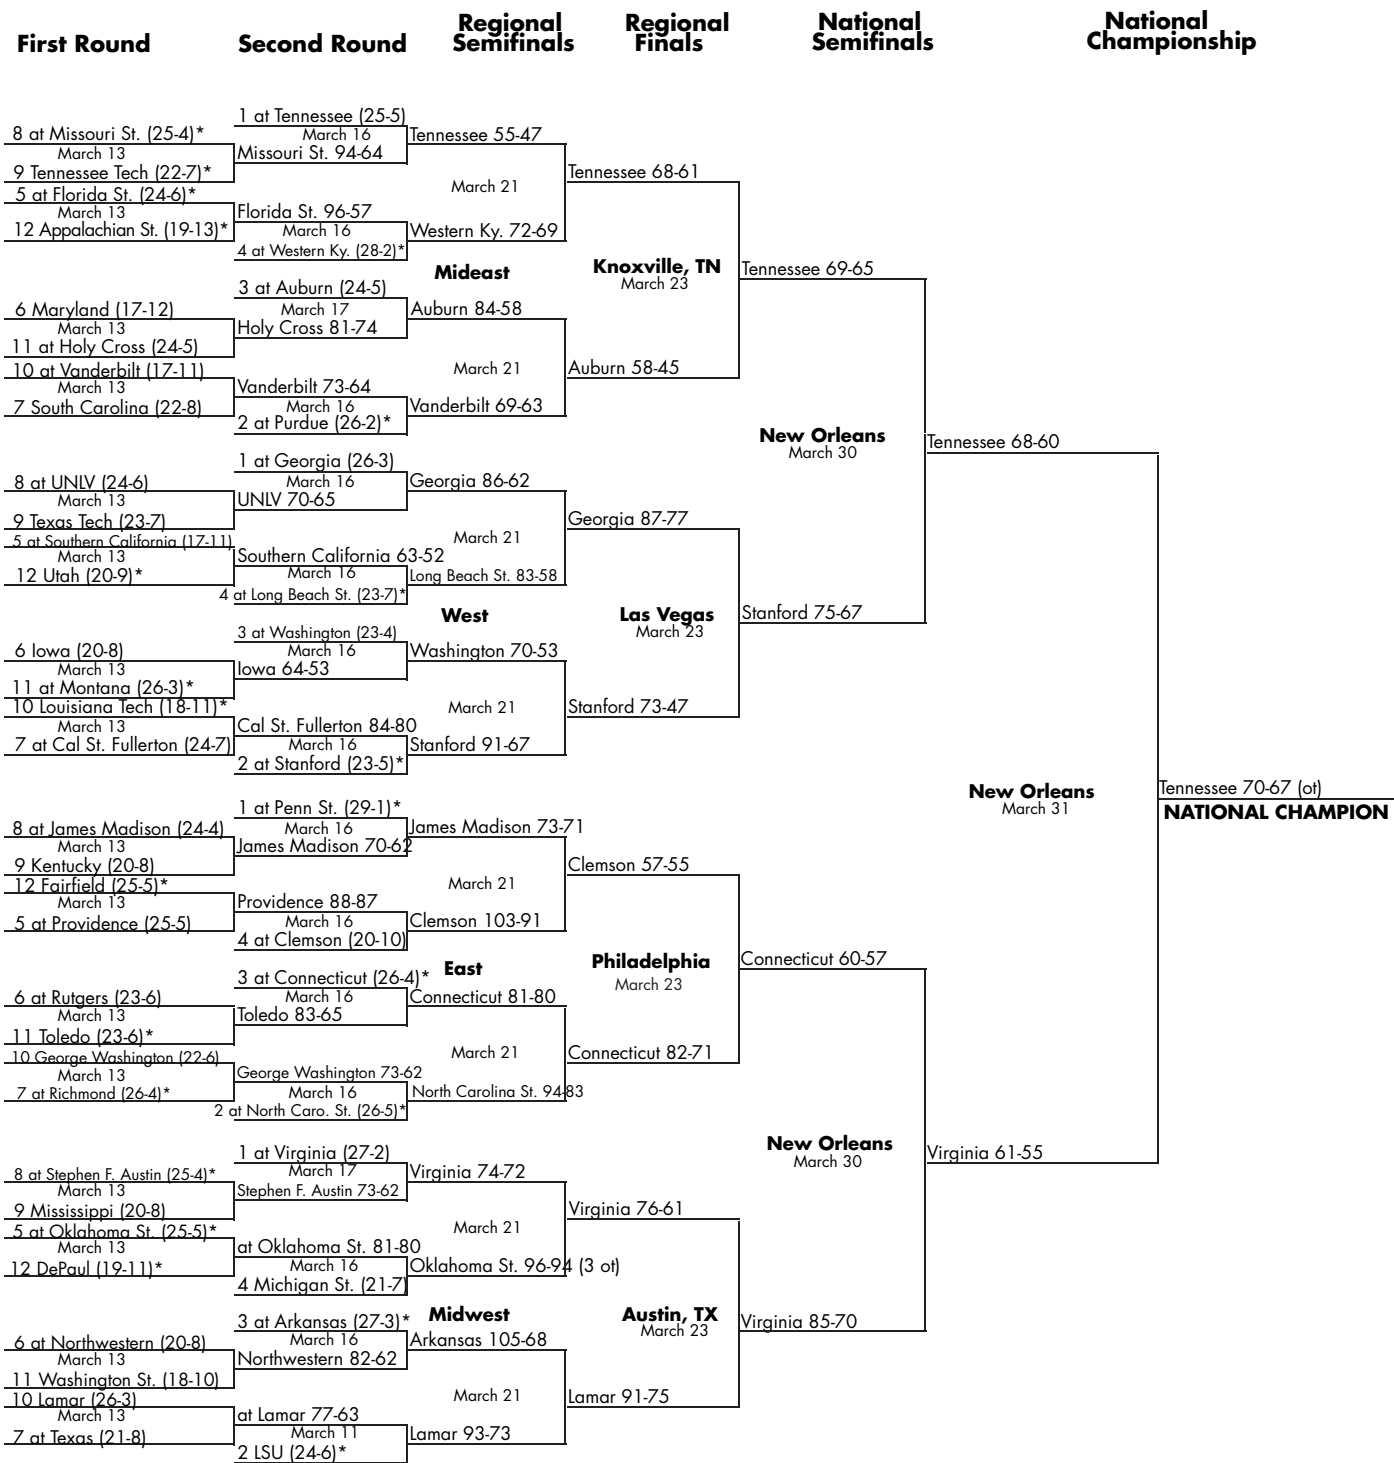 First Round
Second Round
Regional
Semifinals
Regional
Finals
National
Semifinals
National
Championship
1 at Tennessee (25-5)
8 at Missouri St. (25-4)*
March 16
Tennessee 55-47
March 13
Missouri St. 94-64
9 Tennessee Tech (22-7)*
Tennessee 68-61
5 at Florida St. (24-6)*
March 21
March 13
Florida St. 96-57
12 Appalachian St. (19-13)*
March 16
Western Ky. 72-69
4 at Western Ky. (28-2)*
Mideast
Knoxville, TN
March 23
Tennessee 69-65
3 at Auburn (24-5)
6 Maryland (17-12)
March 17
Auburn 84-58
March 13
Holy Cross 81-74
11 at Holy Cross (24-5)
10 at Vanderbilt (17-11)
March 21
Auburn 58-45
March 13
Vanderbilt 73-64
7 South Carolina (22-8)
March 16
Vanderbilt 69-63
2 at Purdue (26-2)*
New Orleans
March 30
Tennessee 68-60
1 at Georgia (26-3)
8 at UNLV (24-6)
March 16
Georgia 86-62
March 13
UNLV 70-65
9 Texas Tech (23-7)
Georgia 87-77
5 at Southern California (17-11)
March 21
March 13
Southern California 63-52
12 Utah (20-9)*
March 16
Long Beach St. 83-58
4 at Long Beach St. (23-7)*
West
Las Vegas
March 23
Stanford 75-67
3 at Washington (23-4)
6 Iowa (20-8)
March 16
Washington 70-53
March 13
Iowa 64-53
11 at Montana (26-3)*
10 Louisiana Tech (18-11)*
March 21
Stanford 73-47
March 13
Cal St. Fullerton 84-80
7 at Cal St. Fullerton (24-7)
March 16
Stanford 91-67
2 at Stanford (23-5)*
New Orleans
March 31
Tennessee 70-67 (ot)
NATIONAL CHAMPION
1 at Penn St. (29-1)*
8 at James Madison (24-4)
March 16
James Madison 73-71
March 13
James Madison 70-62
9 Kentucky (20-8)
Clemson 57-55
12 Fairfield (25-5)*
March 21
March 13
Providence 88-87
5 at Providence (25-5)
March 16
Clemson 103-91
4 at Clemson (20-10)
East
Philadelphia
March 23
Connecticut 60-57
3 at Connecticut (26-4)*
6 at Rutgers (23-6)
March 16
Connecticut 81-80
March 13
Toledo 83-65
11 Toledo (23-6)*
10 George Washington (22-6)
March 21
Connecticut 82-71
March 13
George Washington 73-62
7 at Richmond (26-4)*
March 16
North Carolina St. 94-83
2 at North Caro. St. (26-5)*
New Orleans
March 30
Virginia 61-55
1 at Virginia (27-2)
8 at Stephen F. Austin (25-4)*
March 17
Virginia 74-72
March 13
Stephen F. Austin 73-62
9 Mississippi (20-8)
Virginia 76-61
5 at Oklahoma St. (25-5)*
March 21
March 13
at Oklahoma St. 81-80
12 DePaul (19-11)*
March 16
Oklahoma St. 96-94 (3 ot)
4 Michigan St. (21-7)
Midwest
Austin, TX
March 23
Virginia 85-70
3 at Arkansas (27-3)*
6 at Northwestern (20-8)
March 16
Arkansas 105-68
March 13
Northwestern 82-62
11 Washington St. (18-10)
10 Lamar (26-3)
March 21
Lamar 91-75
March 13
at Lamar 77-63
7 at Texas (21-8)
March 11
Lamar 93-73
2 LSU (24-6)*